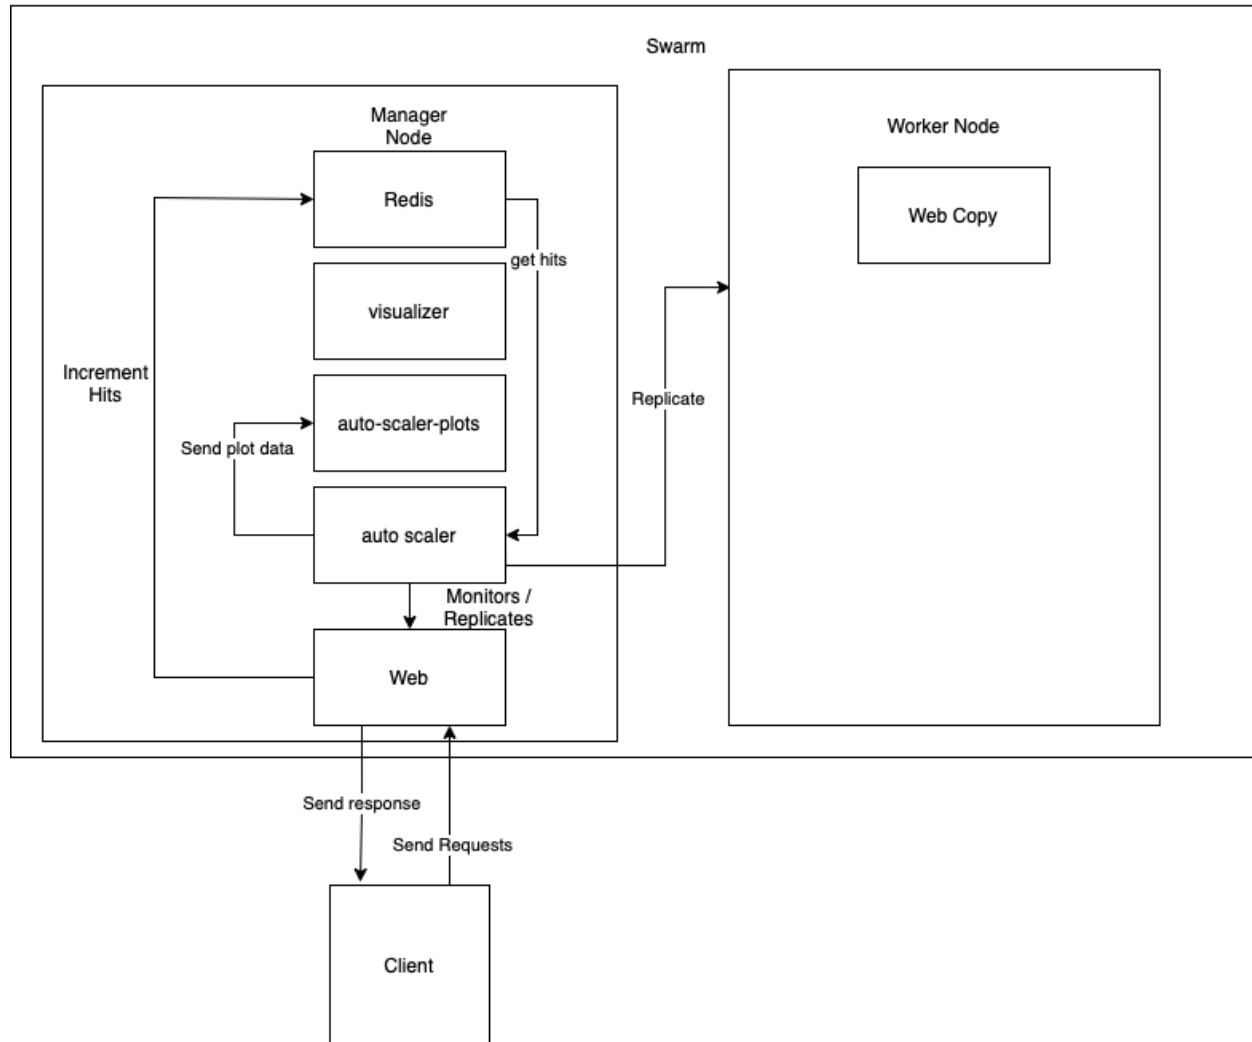 Swarm
Manager
Node
Worker Node
Redis
Web Copy
get hits
visualizer
Increment
Hits
Replicate
auto-scaler-plots
Send plot data
auto scaler
Monitors /
Replicates
Web
Send response
Send Requests
Client